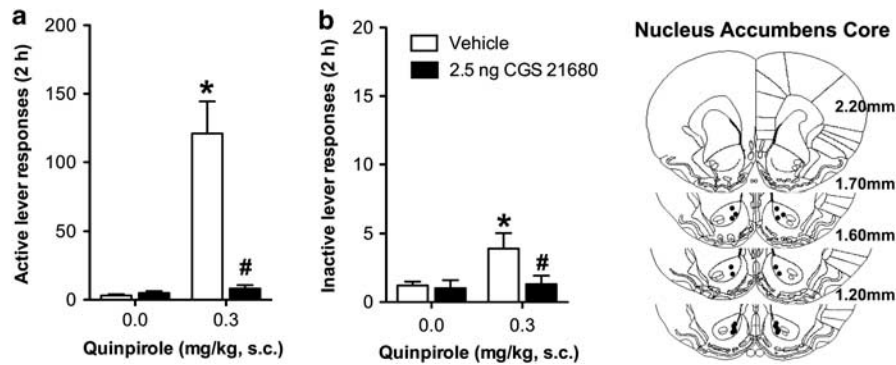 a
Active lever responses (2 h)
200
150
100
50
0
*
#
0.0 0.3
Quinpirole (mg/kg, s.c.)
b
Inactive lever responses (2 h)
20
15
10
5
0
Vehicle
2.5 ng CGS 21680
*
#
0.0 0.3
Quinpirole (mg/kg, s.c.)
Nucleus Accumbens Core
2.20mm
1.70mm
1.60mm
1.20mm